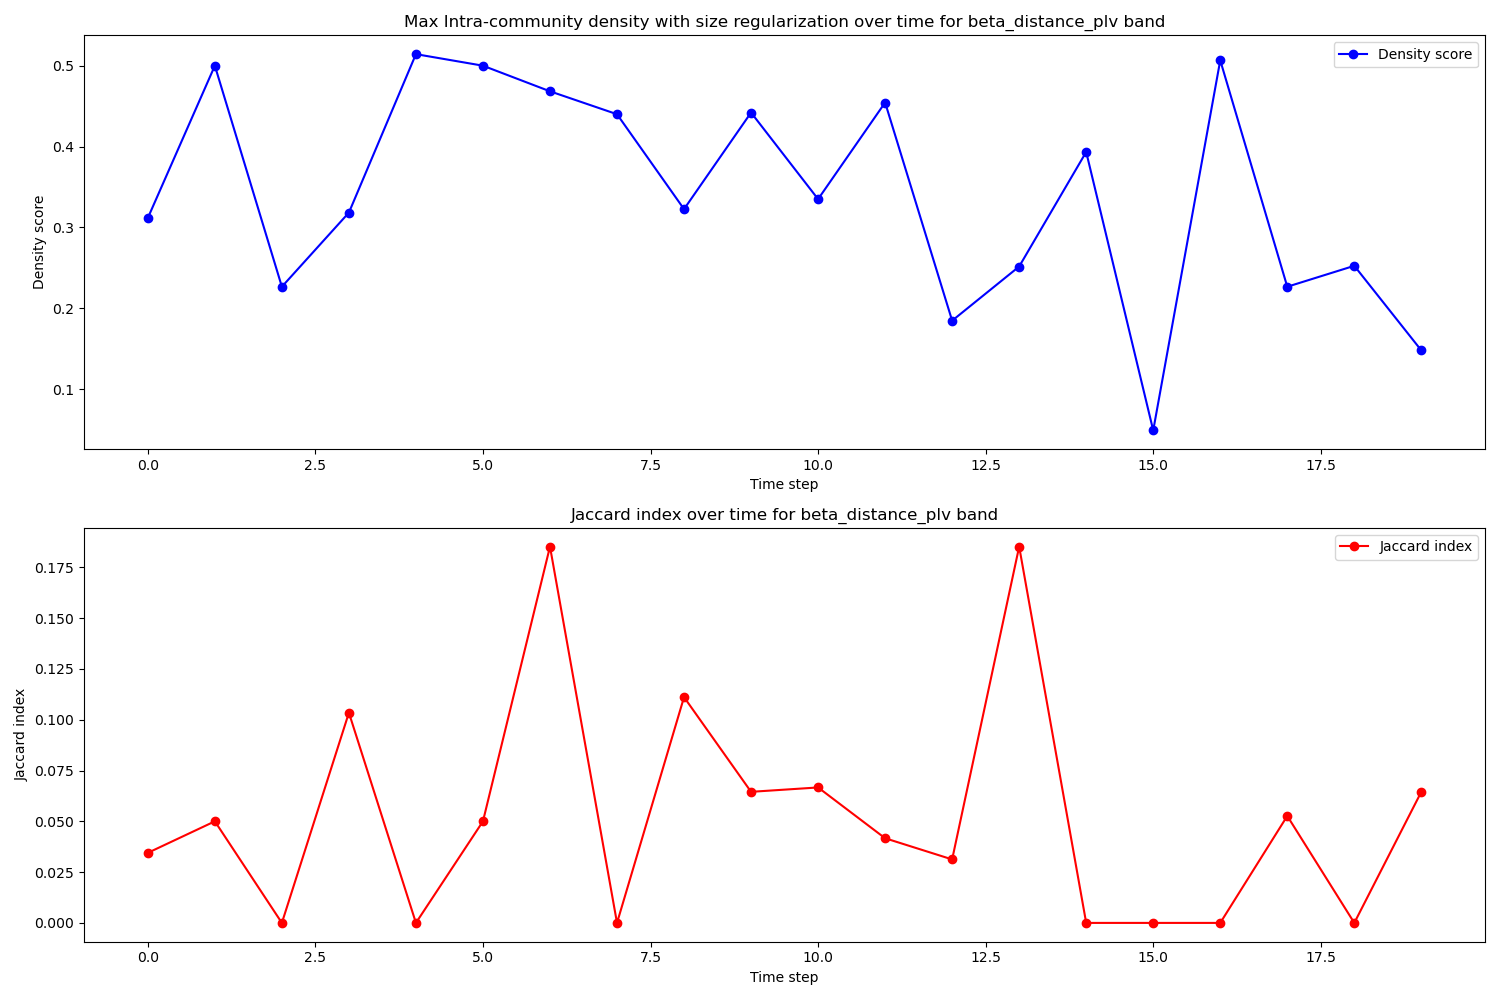 Max Intra-community density with size regularization over time for beta_distance_plv band
Density score
0.5
0.4
0.3
0.2
0.1
Density score
0.0 2.5 5.0 7.5 10.0 12.5 15.0 17.5
Time step
Jaccard index over time for beta_distance_plv band
Jaccard index
0.175
0.150
0.125
0.100
0.075
0.050
0.025
0.000
Jaccard index
0.0 2.5 5.0 7.5 10.0 12.5 15.0 17.5
Time step